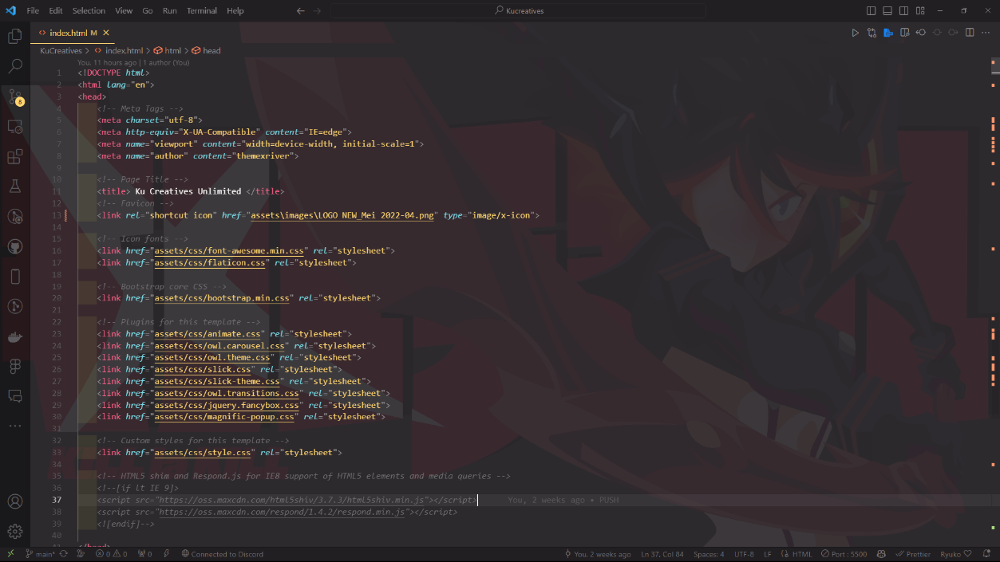 File Edit Selection View Go Run Terminal Help
Kucreatives
index.html M
KuCreatives > index.html > html > head
You, 11 hours ago | 1 author (You)
1 <!DOCTYPE html>
2 <html lang="en">
3 <head>
4 <!-- Meta Tags -->
5 <meta charset="utf-8">
6 <meta http-equiv="X-UA-Compatible" content="IE=edge">
7 <meta name="viewport" content="width=device-width, initial-scale=1">
8 <meta name="author" content="themexriver">
9
10 <!-- Page Title -->
11 <title> Ku Creatives Unlimited </title>
12 <!-- Favicon -->
13 <link rel="shortcut icon" href="assets\images\LOGO NEW_Mei 2022-04.png" type="image/x-icon">
14
15 <!-- Icon fonts -->
16 <link href="assets/css/font-awesome.min.css" rel="stylesheet">
17 <link href="assets/css/flaticon.css" rel="stylesheet">
18
19 <!-- Bootstrap core CSS -->
20 <link href="assets/css/bootstrap.min.css" rel="stylesheet">
21
22 <!-- Plugins for this template -->
23 <link href="assets/css/animate.css" rel="stylesheet">
24 <link href="assets/css/owl.carousel.css" rel="stylesheet">
25 <link href="assets/css/owl.theme.css" rel="stylesheet">
26 <link href="assets/css/slick.css" rel="stylesheet">
27 <link href="assets/css/slick-theme.css" rel="stylesheet">
28 <link href="assets/css/owl.transitions.css" rel="stylesheet">
29 <link href="assets/css/jquery.fancybox.css" rel="stylesheet">
30 <link href="assets/css/magnific-popup.css" rel="stylesheet">
31
32 <!-- Custom styles for this template -->
33 <link href="assets/css/style.css" rel="stylesheet">
34
35 <!-- HTML5 shim and Respond.js for IE8 support of HTML5 elements and media queries -->
36 <!--[if lt IE 9]>
37 <script src="https://oss.maxcdn.com/html5shiv/3.7.3/html5shiv.min.js"></script> You, 2 weeks ago • PUSH
38 <script src="https://oss.maxcdn.com/respond/1.4.2/respond.min.js"></script>
39 <![endif]-->
40
</head>
8
main* 0 0 0 Connected to Discord You, 2 weeks ago Ln 37, Col 84 Spaces: 4 UTF-8 LF HTML Port : 5500 Prettier Ryuko